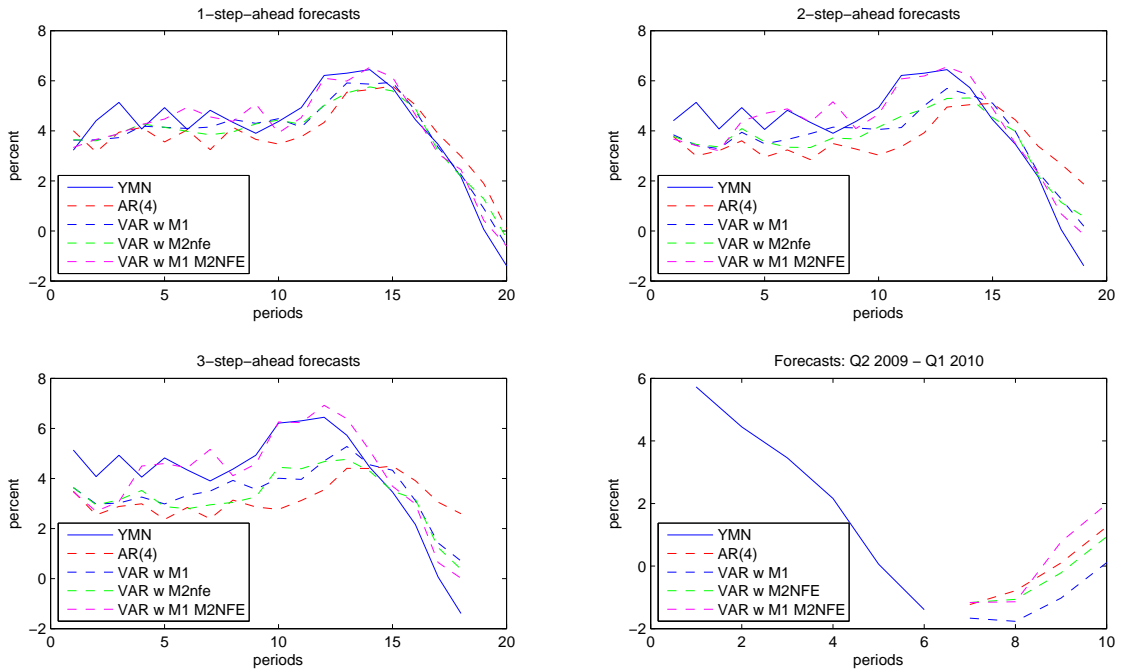 1−step−ahead forecasts
8
6
4
2
0
−2
percent
0
5
10
15
20
periods
YMN
AR(4)
VAR w M1
VAR w M2nfe
VAR w M1 M2NFE
2−step−ahead forecasts
8
6
4
2
0
−2
percent
0
5
10
15
20
periods
YMN
AR(4)
VAR w M1
VAR w M2nfe
VAR w M1 M2NFE
3−step−ahead forecasts
8
6
4
2
0
−2
percent
0
5
10
15
20
periods
YMN
AR(4)
VAR w M1
VAR w M2nfe
VAR w M1 M2NFE
Forecasts: Q2 2009 − Q1 2010
6
4
2
0
−2
percent
0
2
4
6
8
10
periods
YMN
AR(4)
VAR w M1
VAR w M2NFE
VAR w M1 M2NFE